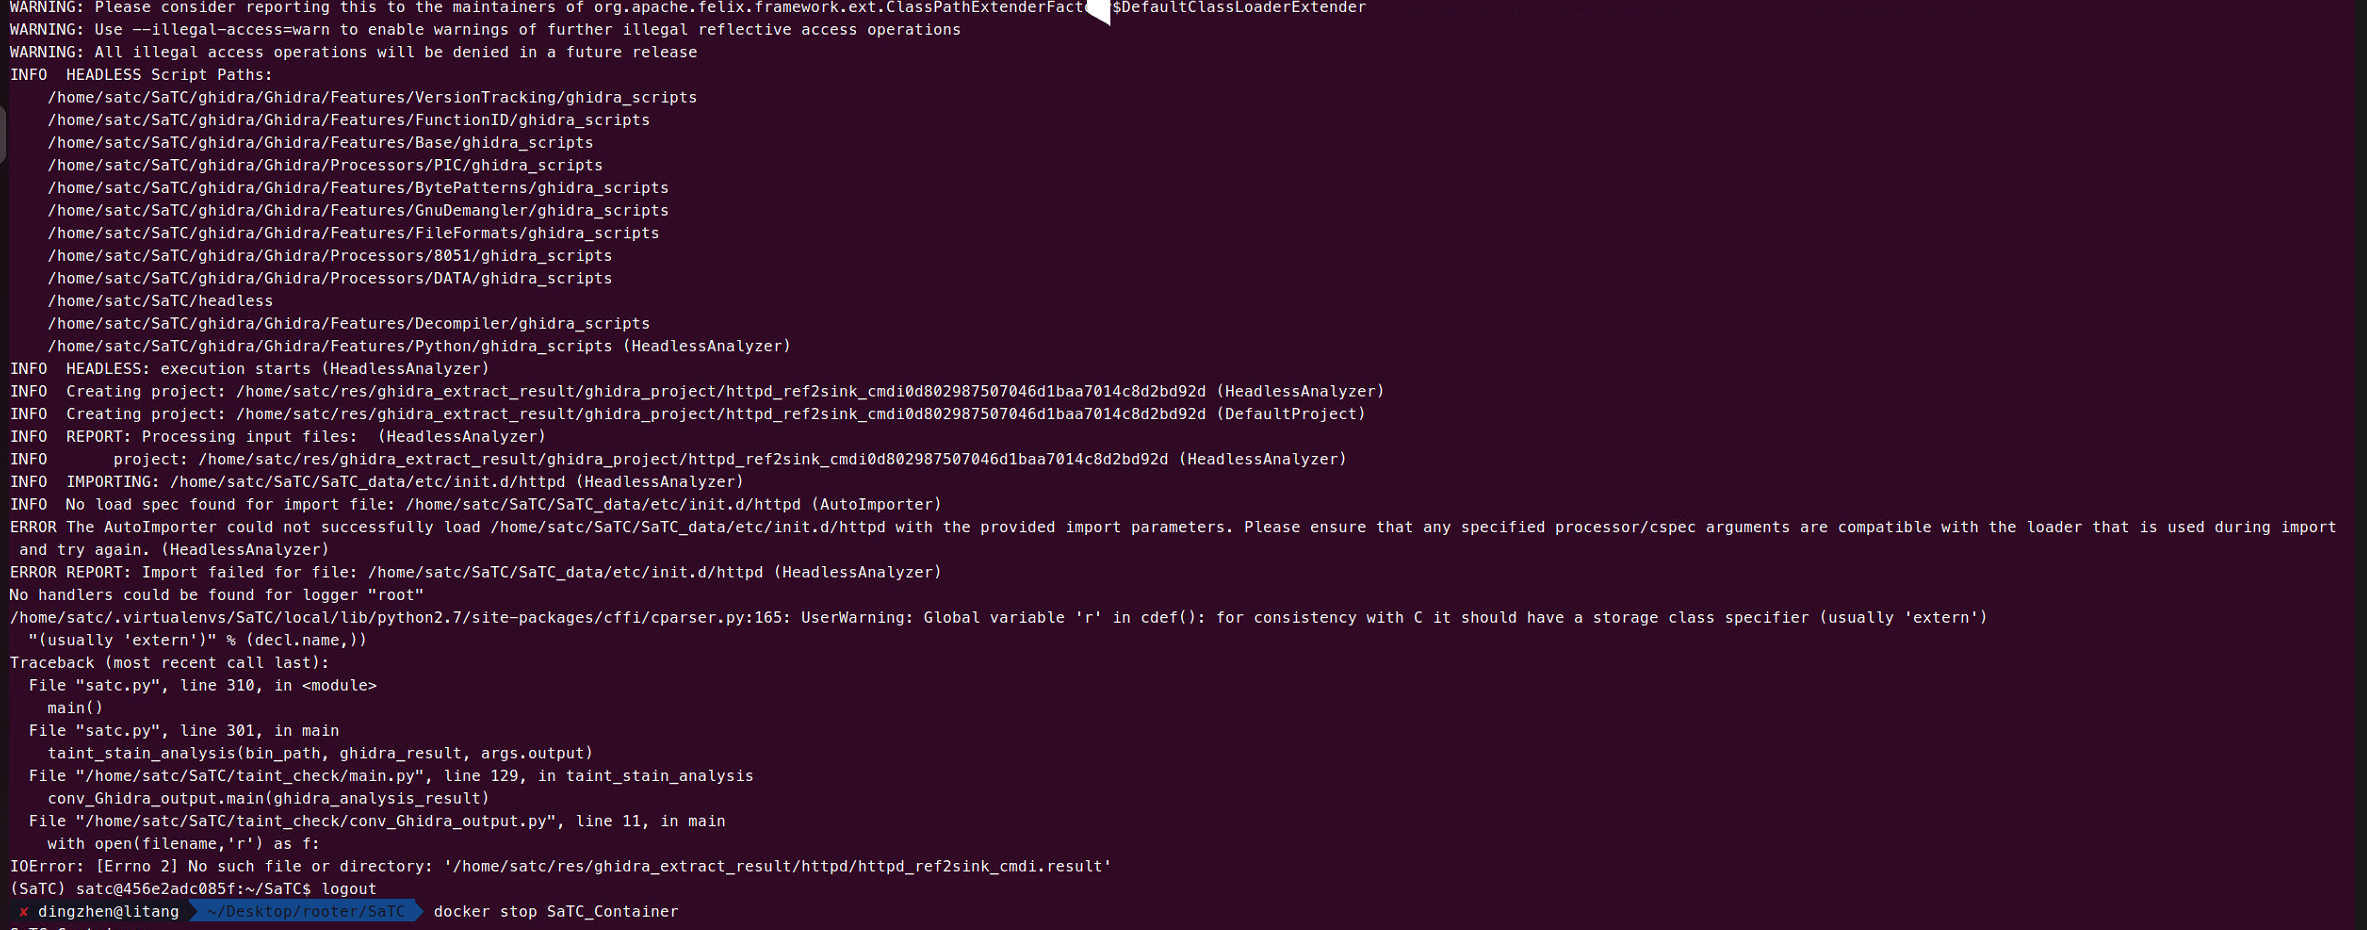 WARNING: Please consider reporting this to the maintainers of org.apache.felix.framework.ext.ClassPathExtenderFact $DefaultClassLoaderExtender
WARNING: Use --illegal-access=warn to enable warnings of further illegal reflective access operations
WARNING: All illegal access operations will be denied in a future release
INFO  HEADLESS Script Paths:
    /home/satc/SaTC/ghidra/Ghidra/Features/VersionTracking/ghidra_scripts
    /home/satc/SaTC/ghidra/Ghidra/Features/FunctionID/ghidra_scripts
    /home/satc/SaTC/ghidra/Ghidra/Features/Base/ghidra_scripts
    /home/satc/SaTC/ghidra/Ghidra/Processors/PIC/ghidra_scripts
    /home/satc/SaTC/ghidra/Ghidra/Features/BytePatterns/ghidra_scripts
    /home/satc/SaTC/ghidra/Ghidra/Features/GnuDemangler/ghidra_scripts
    /home/satc/SaTC/ghidra/Ghidra/Features/FileFormats/ghidra_scripts
    /home/satc/SaTC/ghidra/Ghidra/Processors/8051/ghidra_scripts
    /home/satc/SaTC/ghidra/Ghidra/Processors/DATA/ghidra_scripts
    /home/satc/SaTC/headless
    /home/satc/SaTC/ghidra/Ghidra/Features/Decompiler/ghidra_scripts
    /home/satc/SaTC/ghidra/Ghidra/Features/Python/ghidra_scripts (HeadlessAnalyzer)
INFO  HEADLESS: execution starts (HeadlessAnalyzer)
INFO  Creating project: /home/satc/res/ghidra_extract_result/ghidra_project/httpd_ref2sink_cmdi0d802987507046d1baa7014c8d2bd92d (HeadlessAnalyzer)
INFO  Creating project: /home/satc/res/ghidra_extract_result/ghidra_project/httpd_ref2sink_cmdi0d802987507046d1baa7014c8d2bd92d (DefaultProject)
INFO  REPORT: Processing input files:  (HeadlessAnalyzer)
INFO       project: /home/satc/res/ghidra_extract_result/ghidra_project/httpd_ref2sink_cmdi0d802987507046d1baa7014c8d2bd92d (HeadlessAnalyzer)
INFO  IMPORTING: /home/satc/SaTC/SaTC_data/etc/init.d/httpd (HeadlessAnalyzer)
INFO  No load spec found for import file: /home/satc/SaTC/SaTC_data/etc/init.d/httpd (AutoImporter)
ERROR The AutoImporter could not successfully load /home/satc/SaTC/SaTC_data/etc/init.d/httpd with the provided import parameters. Please ensure that any specified processor/cspec arguments are compatible with the loader that is used during import
 and try again. (HeadlessAnalyzer)
ERROR REPORT: Import failed for file: /home/satc/SaTC/SaTC_data/etc/init.d/httpd (HeadlessAnalyzer)
No handlers could be found for logger "root"
/home/satc/.virtualenvs/SaTC/local/lib/python2.7/site-packages/cffi/cparser.py:165: UserWarning: Global variable 'r' in cdef(): for consistency with C it should have a storage class specifier (usually 'extern')
  "(usually 'extern')" % (decl.name,))
Traceback (most recent call last):
  File "satc.py", line 310, in <module>
    main()
  File "satc.py", line 301, in main
    taint_stain_analysis(bin_path, ghidra_result, args.output)
  File "/home/satc/SaTC/taint_check/main.py", line 129, in taint_stain_analysis
    conv_Ghidra_output.main(ghidra_analysis_result)
  File "/home/satc/SaTC/taint_check/conv_Ghidra_output.py", line 11, in main
    with open(filename,'r') as f:
IOError: [Errno 2] No such file or directory: '/home/satc/res/ghidra_extract_result/httpd/httpd_ref2sink_cmdi.result'
(SaTC) satc@456e2adc085f:~/SaTC$ logout
✘ dingzhen@litang ~/Desktop/rooter/SaTC docker stop SaTC_Container